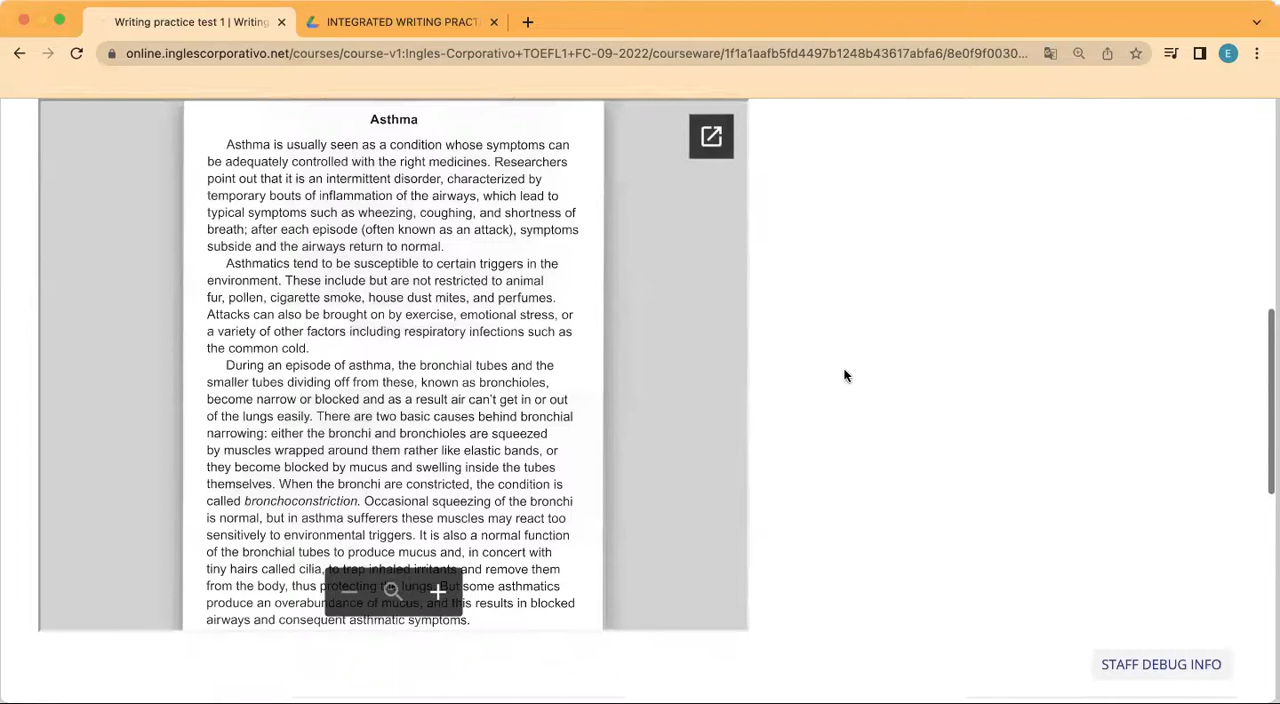 Writing practice test 1 | Writing
INTEGRATED WRITING PRACT
online.inglescorporativo.net/courses/course-v1:Ingles-Corporativo+TOEFL1+FC-09-2022/courseware/1f1a1aafb5fd4497b1248b43617abfa6/8e0f9f0030...
E
Asthma
Asthma is usually seen as a condition whose symptoms can
be adequately controlled with the right medicines. Researchers
point out that it is an intermittent disorder, characterized by
temporary bouts of inflammation of the airways, which lead to
typical symptoms such as wheezing, coughing, and shortness of
breath; after each episode (often known as an attack), symptoms
subside and the airways return to normal.
Asthmatics tend to be susceptible to certain triggers in the
environment. These include but are not restricted to animal
fur, pollen, cigarette smoke, house dust mites, and perfumes.
Attacks can also be brought on by exercise, emotional stress, or
a variety of other factors including respiratory infections such as
the common cold.
During an episode of asthma, the bronchial tubes and the
smaller tubes dividing off from these, known as bronchioles,
become narrow or blocked and as a result air can't get in or out
of the lungs easily. There are two basic causes behind bronchial
narrowing: either the bronchi and bronchioles are squeezed
by muscles wrapped around them rather like elastic bands, or
they become blocked by mucus and swelling inside the tubes
themselves. When the bronchi are constricted, the condition is
called bronchoconstriction. Occasional squeezing of the bronchi
is normal, but in asthma sufferers these muscles may react too
sensitively to environmental triggers. It is also a normal function
of the bronchial tubes to produce mucus and, in concert with
tiny hairs called cilia, to trap inhaled irritants and remove them
from the body, thus protecting the lungs. But some asthmatics
produce an overabundance of mucus, and this results in blocked
airways and consequent asthmatic symptoms.
STAFF DEBUG INFO